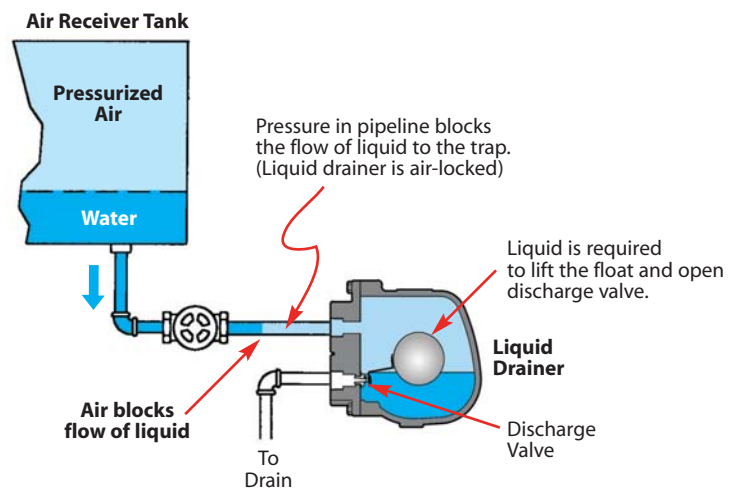 Air Receiver Tank
Pressurized
Air
Water
Pressure in pipeline blocks
the flow of liquid to the trap.
(Liquid drainer is air-locked)
Liquid is required
to lift the float and open
discharge valve.
Liquid
Drainer
Air blocks
flow of liquid
To
Drain
Discharge
Valve